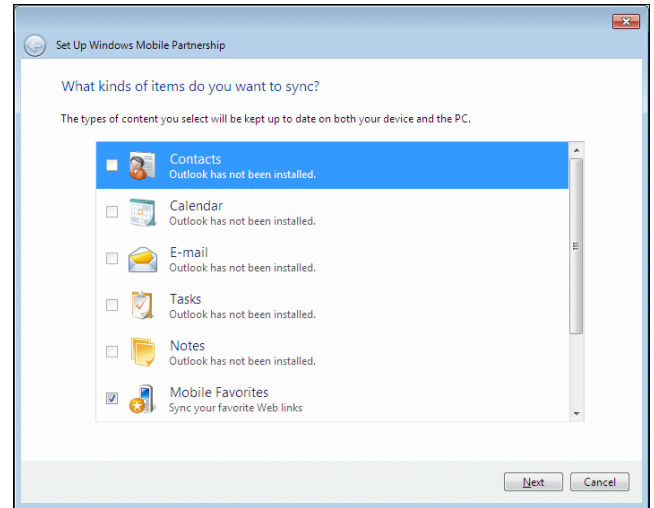 Set Up Windows Mobile Partnership
What kinds of items do you want to sync?
The types of content you select will be kept up to date on both your device and the PC.
Contacts
Outlook has not been installed.
Calendar
Outlook has not been installed.
E-mail
Outlook has not been installed.
Tasks
Outlook has not been installed.
Notes
Outlook has not been installed.
Mobile Favorites
Sync your favorite Web links
Next Cancel